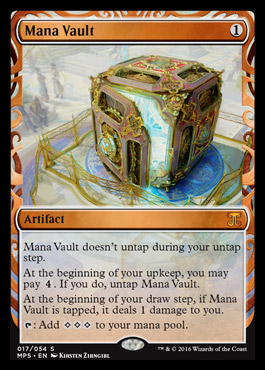 Mana Vault 1
Artifact
Mana Vault doesn't untap during your untap
step.
At the beginning of your upkeep, you may
pay 4. If you do, untap Mana Vault.
At the beginning of your draw step, if Mana
Vault is tapped, it deals 1 damage to you.
: Add ◇◇◇ to your mana pool.
017/054 S
MPS • EN Kirsten Zirngibl
™ & © 2016 Wizards of the Coast